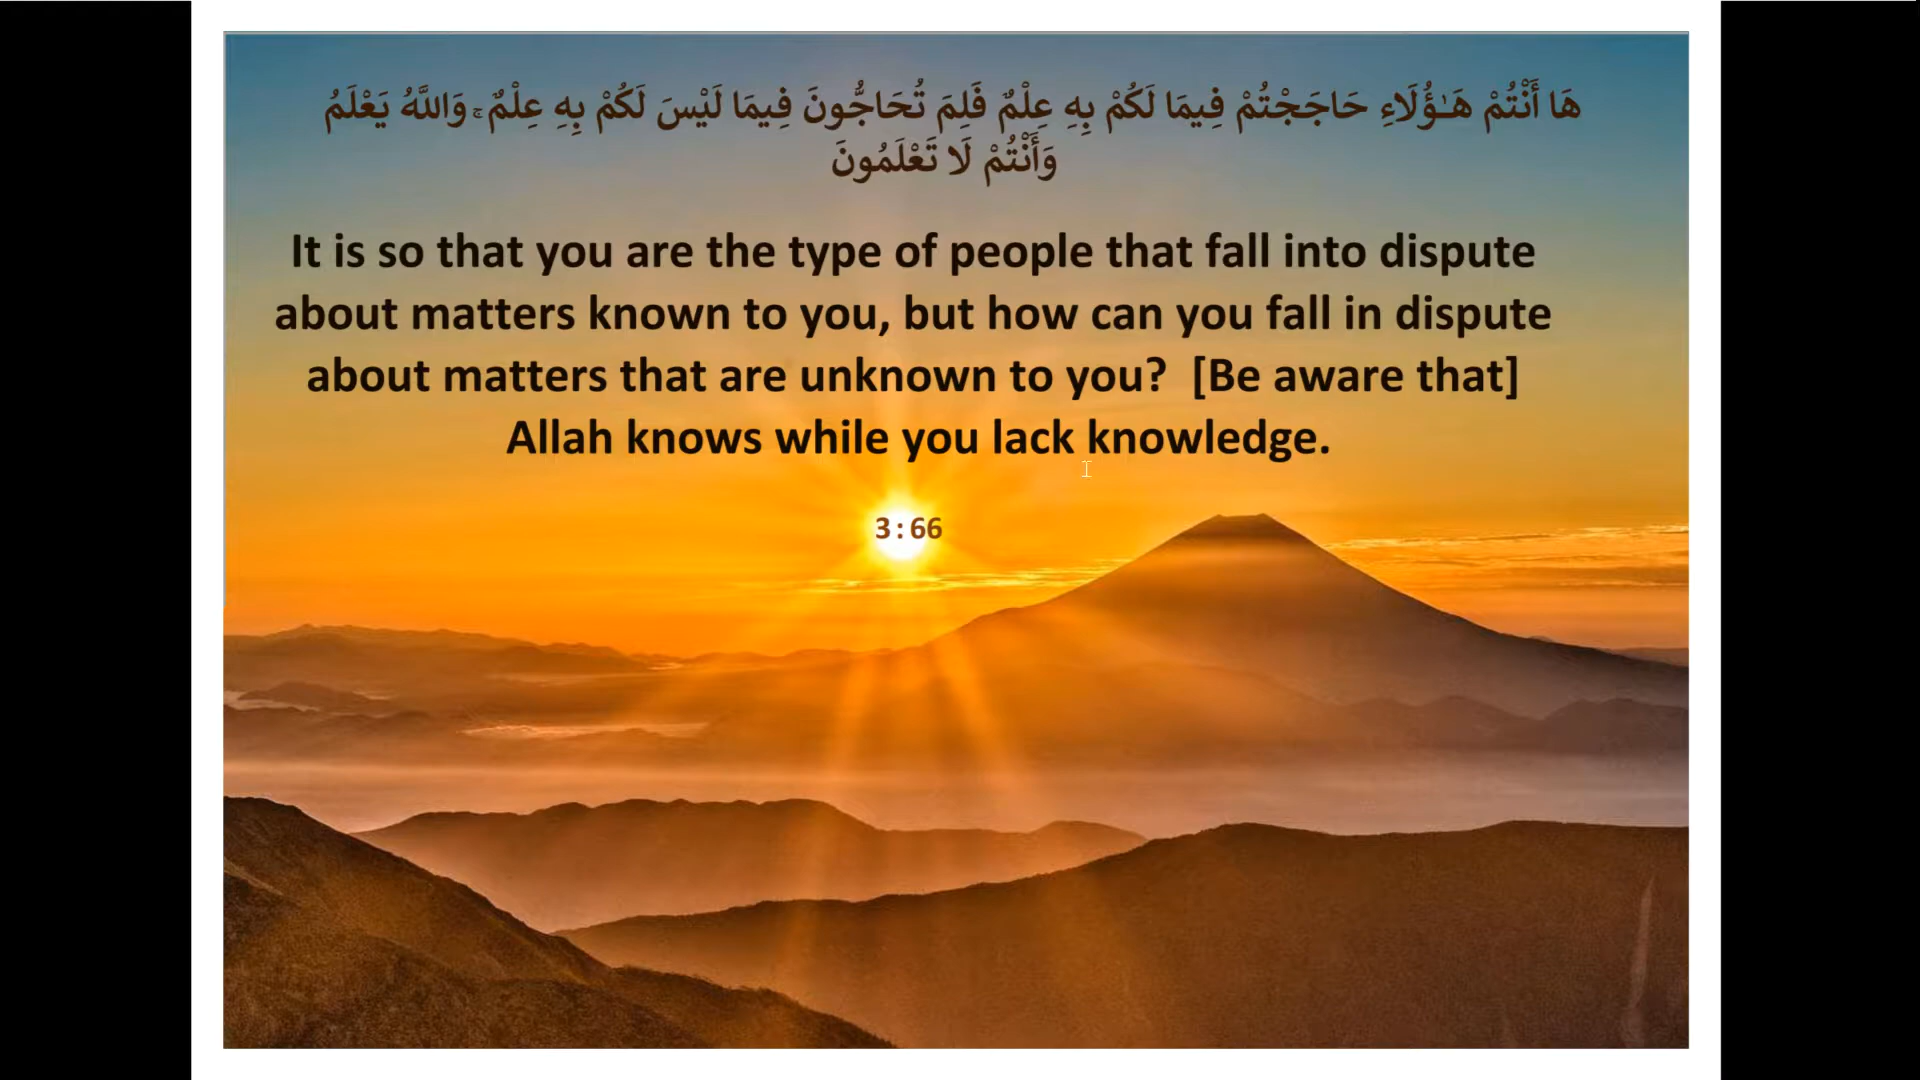 هَا أَنْتُمْ هَـٰؤُلَاءِ حَاجَجْتُمْ فِيمَا لَكُمْ بِهِ عِلْمٌ فَلِمَ تُحَاجُّونَ فِيمَا لَيْسَ لَكُمْ بِهِ عِلْمٌ ۚ وَاللَّهُ يَعْلَمُ
وَأَنْتُمْ لَا تَعْلَمُونَ
It is so that you are the type of people that fall into dispute
about matters known to you, but how can you fall in dispute
about matters that are unknown to you?  [Be aware that]
Allah knows while you lack knowledge.
3:66